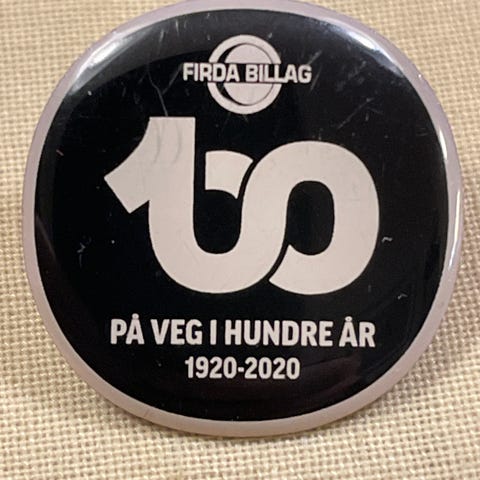 FIRDA BILLAG
100
PÅ VEG I HUNDRE ÅR
1920-2020